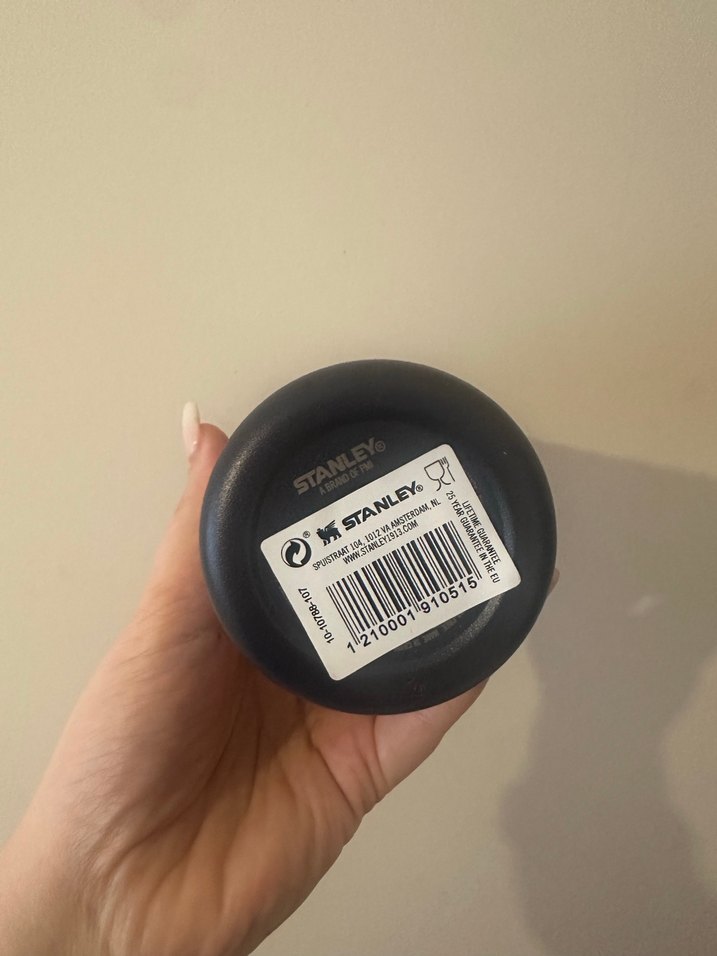 STANLEY®
A BRAND OF PMI
STANLEY®
SPUISTRAAT 104, 1012 VA AMSTERDAM, NL
WWW.STANLEY1913.COM
LIFETIME GUARANTEE
25 YEAR GUARANTEE IN THE EU
10-10788-107
1 210001 910515